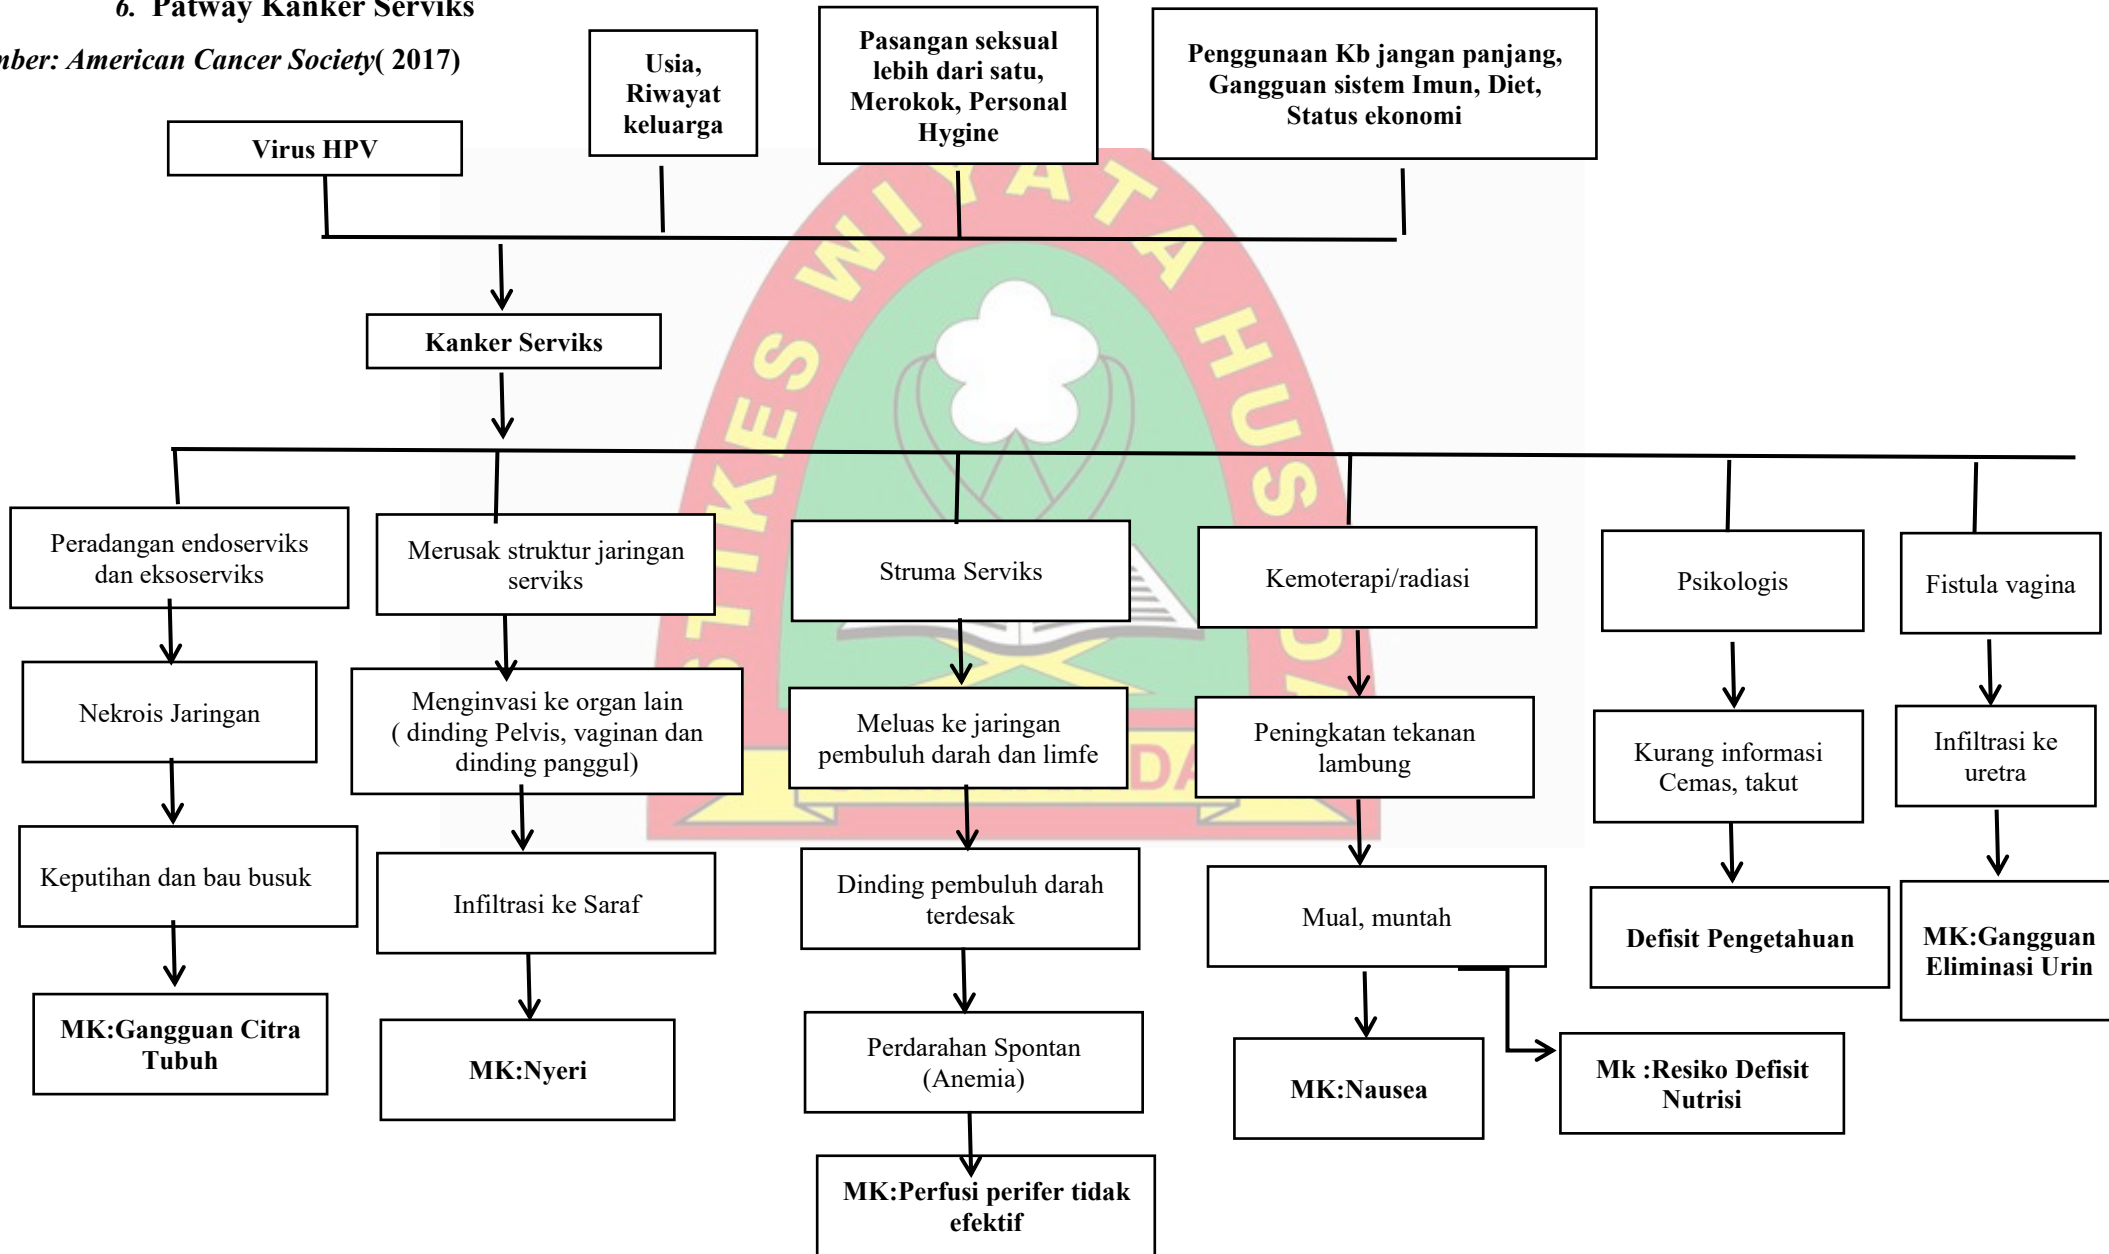 6. Patway Kanker Serviks
mber: American Cancer Society( 2017)
Virus HPV
Usia,
Riwayat
keluarga
Pasangan seksual
lebih dari satu,
Merokok, Personal
Hygine
Penggunaan Kb jangan panjang,
Gangguan sistem Imun, Diet,
Status ekonomi
Kanker Serviks
Peradangan endoserviks
dan eksoserviks
Nekrois Jaringan
Keputihan dan bau busuk
MK:Gangguan Citra
Tubuh
Merusak struktur jaringan
serviks
Menginvasi ke organ lain
( dinding Pelvis, vaginan dan
dinding panggul)
Infiltrasi ke Saraf
MK:Nyeri
Struma Serviks
Meluas ke jaringan
pembuluh darah dan limfe
Dinding pembuluh darah
terdesak
Perdarahan Spontan
(Anemia)
MK:Perfusi perifer tidak
efektif
Kemoterapi/radiasi
Peningkatan tekanan
lambung
Mual, muntah
MK:Nausea
Mk :Resiko Defisit
Nutrisi
Psikologis
Kurang informasi
Cemas, takut
Defisit Pengetahuan
Fistula vagina
Infiltrasi ke
uretra
MK:Gangguan
Eliminasi Urin
STIKES WIYATA HUS